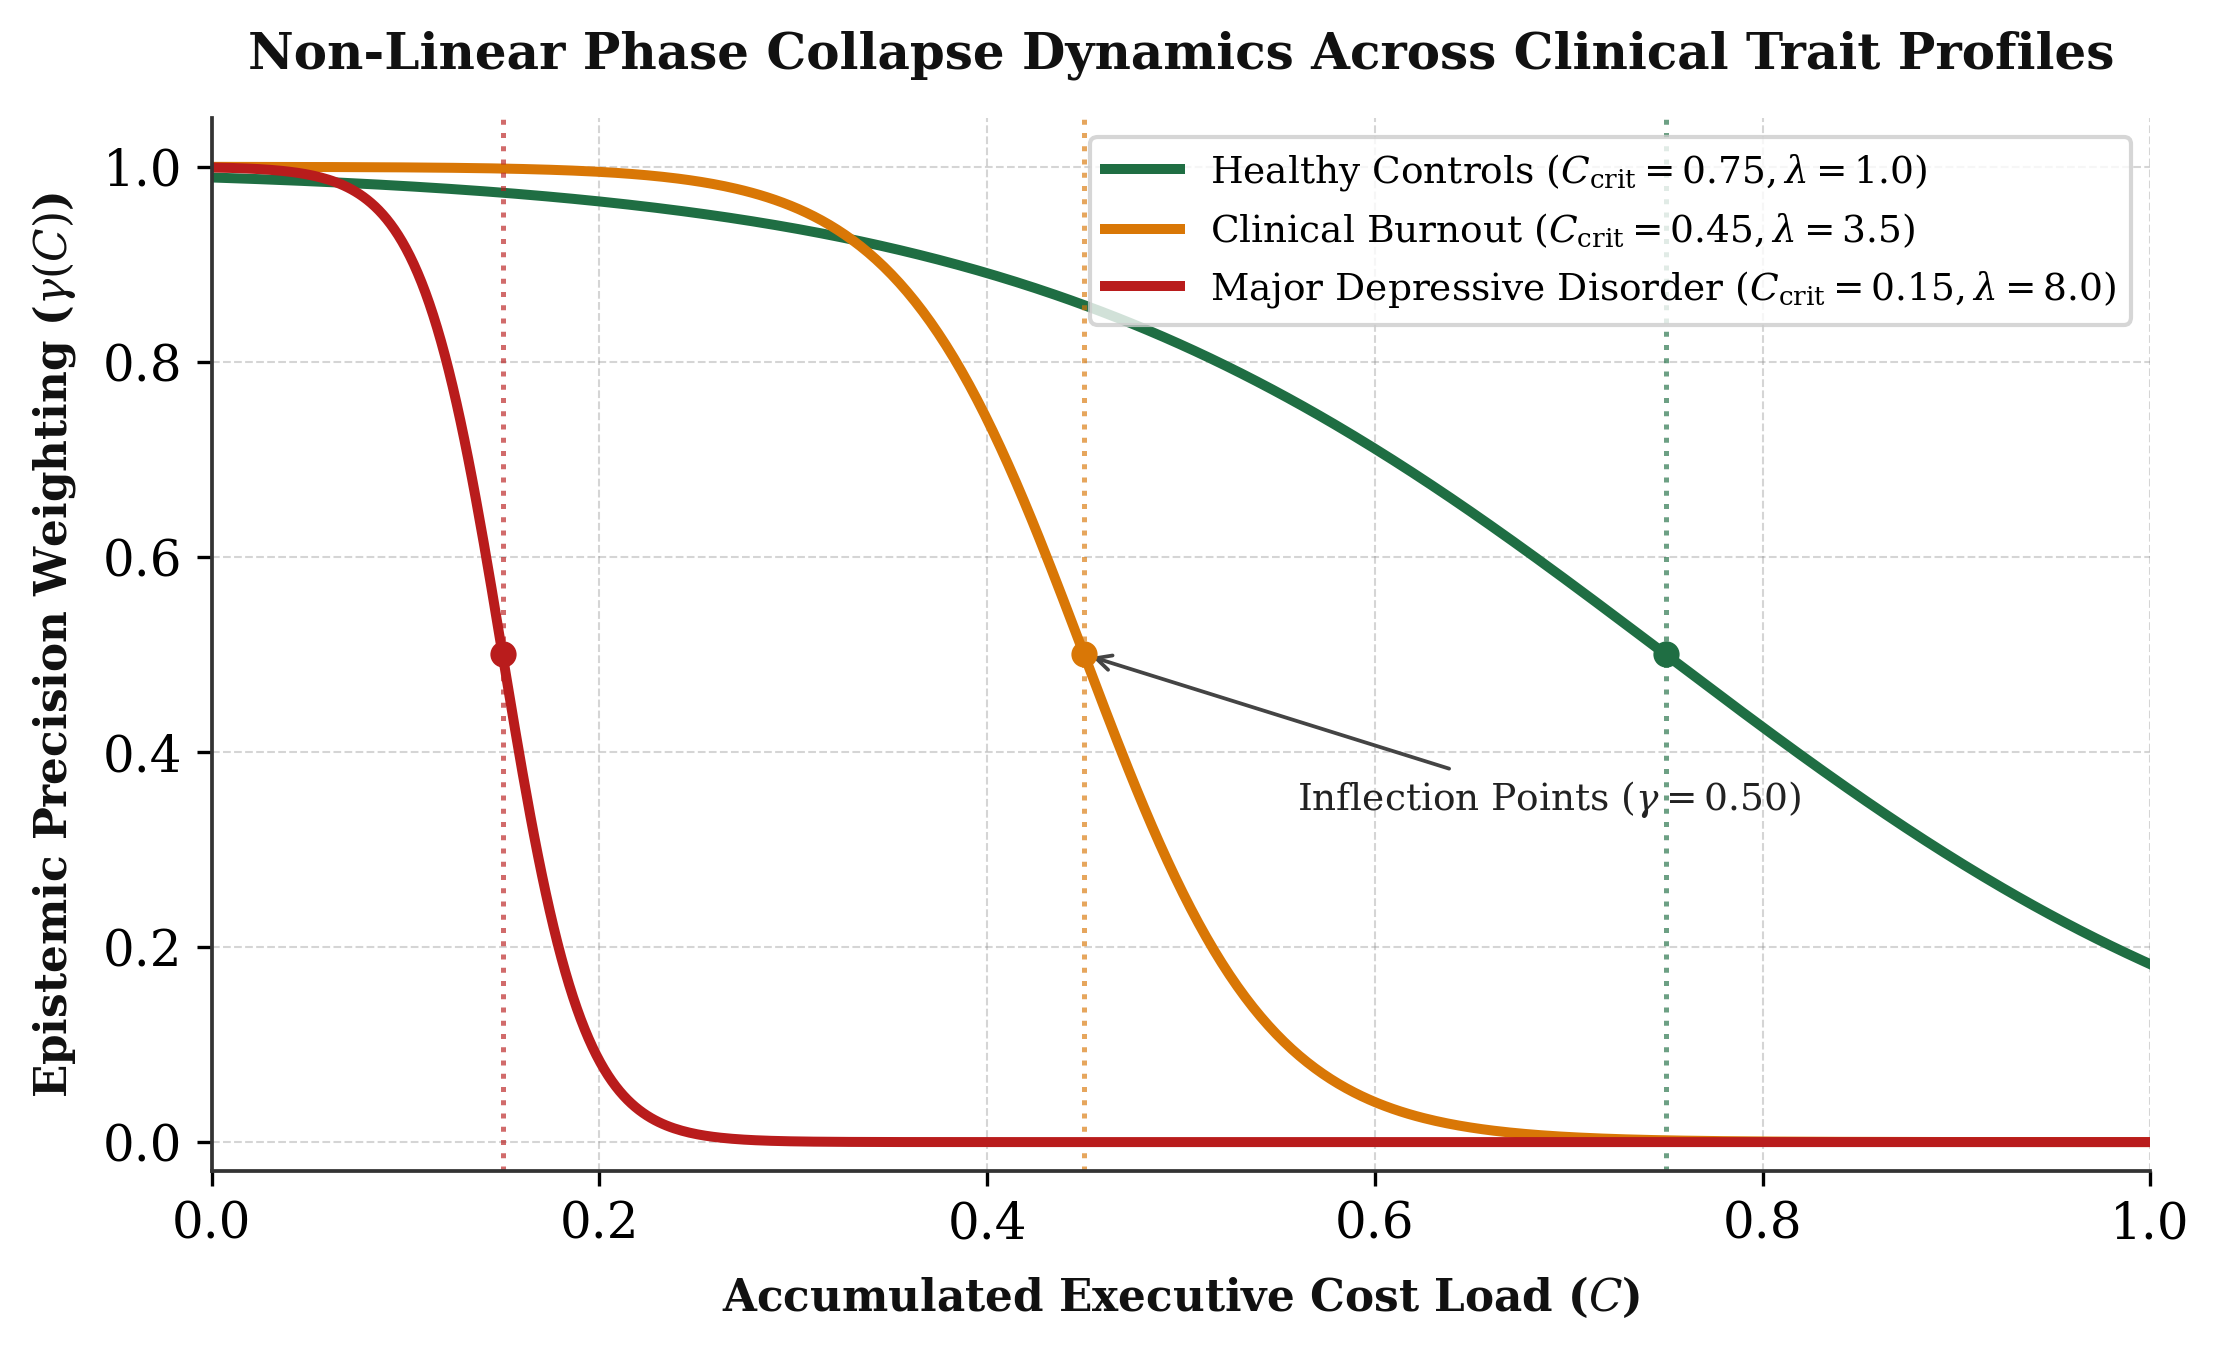 Non-Linear Phase Collapse Dynamics Across Clinical Trait Profiles
Epistemic Precision Weighting (γ(C))
1.0
0.8
0.6
0.4
0.2
0.0
Healthy Controls (C_crit = 0.75, λ = 1.0)
Clinical Burnout (C_crit = 0.45, λ = 3.5)
Major Depressive Disorder (C_crit = 0.15, λ = 8.0)
Inflection Points (γ = 0.50)
0.0 0.2 0.4 0.6 0.8 1.0
Accumulated Executive Cost Load (C)